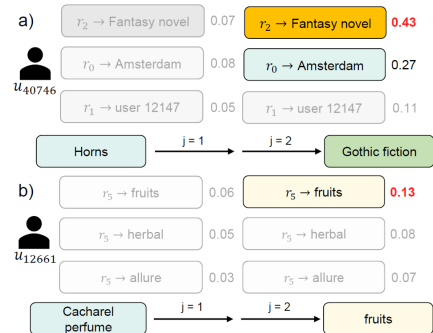 a)
r₂ → Fantasy novel 0.07 r₂ → Fantasy novel 0.43
r₀ → Amsterdam 0.08 r₀ → Amsterdam 0.27
u₄₀₇₄₆
r₁ → user 12147 0.05 r₁ → user 12147 0.11
Horns j = 1 j = 2 Gothic fiction
b)
r₅ → fruits 0.06 r₅ → fruits 0.13
r₅ → herbal 0.05 r₅ → herbal 0.08
u₁₂₆₆₁
r₅ → allure 0.03 r₅ → allure 0.07
Cacharel
perfume j = 1 j = 2 fruits